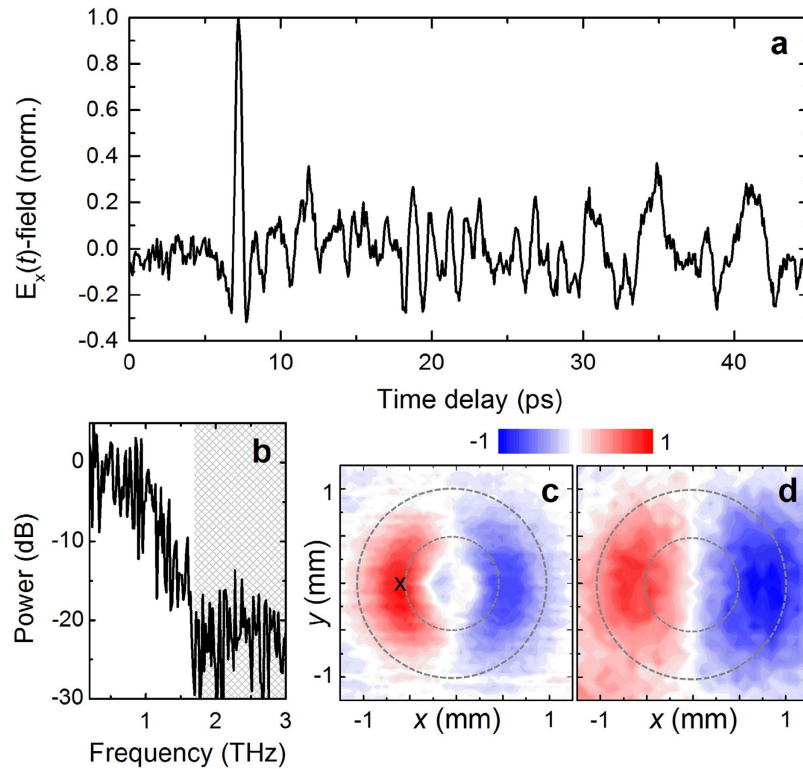 a
1.0
0.8
0.6
0.4
0.2
0.0
-0.2
-0.4
E_x(t)-field (norm.)
0 10 20 30 40
Time delay (ps)
b
0
-10
-20
-30
Power (dB)
1 2 3
Frequency (THz)
-1 1
c
1
x
-1
y (mm)
-1 1
x (mm)
d
-1 1
x (mm)